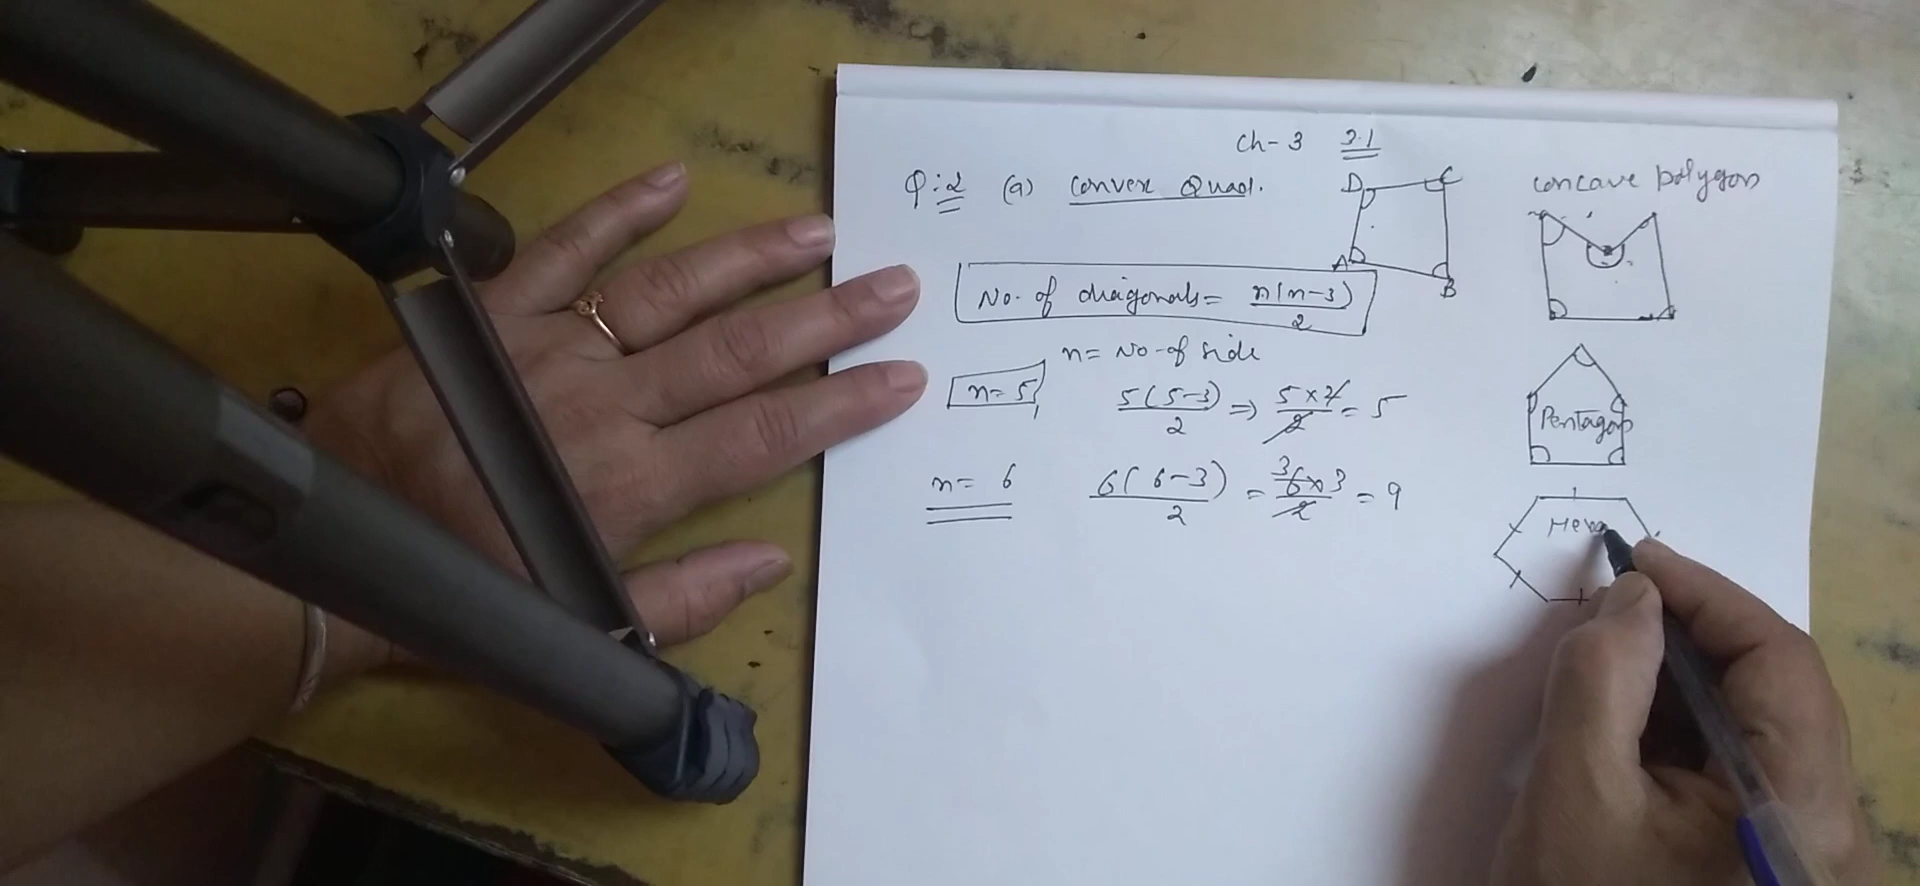 Ch-3 3.1
Q:2 (a) Convex Quad.
D C
A B
concave polygon
No. of diagonals = n(n-3)/2
n = No-of side
n=5 5(5-3)/2 ⇒ 5×2/2 = 5
Pentagon
n= 6 6(6-3)/2 = 3 6×3/2 = 9
Hexa